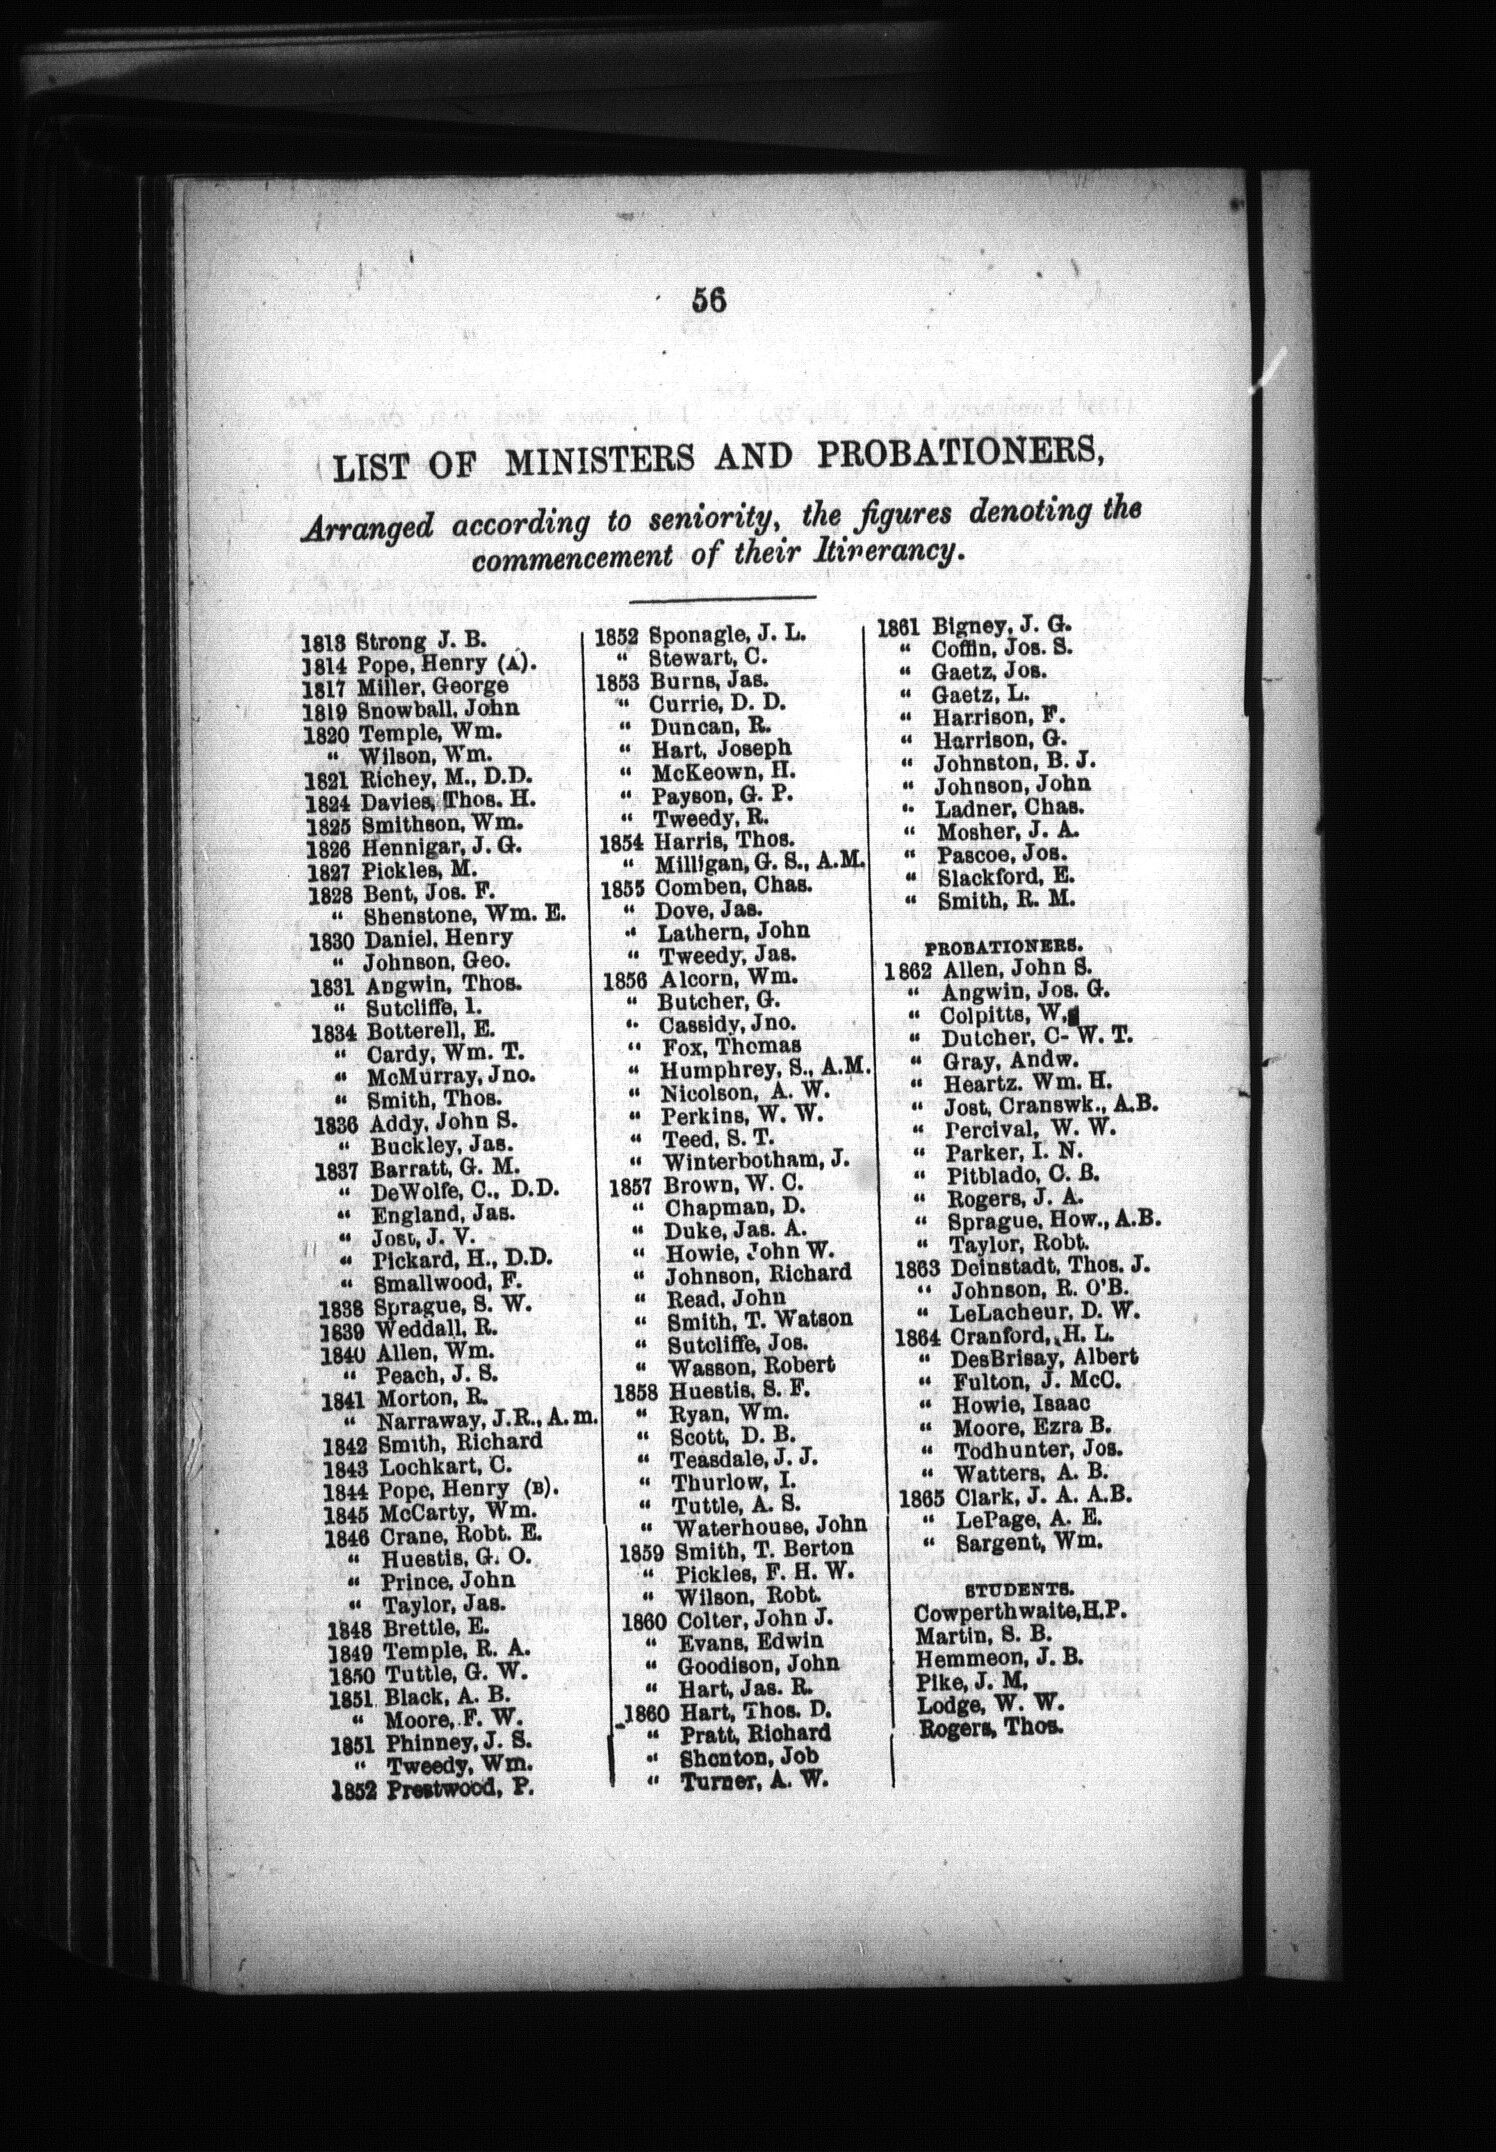 56
LIST OF MINISTERS AND PROBATIONERS,
Arranged according to seniority, the figures denoting the
commencement of their Itinerancy.
1813 Strong J. B.
1814 Pope, Henry (A).
1817 Miller, George
1819 Snowball, John
1820 Temple, Wm.
“ Wilson, Wm.
1821 Richey, M., D.D.
1824 Davies, Thos. H.
1825 Smithson, Wm.
1826 Hennigar, J. G.
1827 Pickles, M.
1828 Bent, Jos. F.
“ Shenstone, Wm. E.
1830 Daniel, Henry
“ Johnson, Geo.
1831 Angwin, Thos.
“ Sutcliffe, I.
1834 Botterell, E.
“ Cardy, Wm. T.
“ McMurray, Jno.
“ Smith, Thos.
1836 Addy, John S.
“ Buckley, Jas.
1837 Barratt, G. M.
“ DeWolfe, C., D.D.
“ England, Jas.
“ Jost, J. V.
“ Pickard, H., D.D.
“ Smallwood, F.
1838 Sprague, S. W.
1839 Weddall, R.
1840 Allen, Wm.
“ Peach, J. S.
1841 Morton, R.
“ Narraway, J.R., A.m.
1842 Smith, Richard
1843 Lochkart, C.
1844 Pope, Henry (B).
1845 McCarty, Wm.
1846 Crane, Robt. E.
“ Huestis, G. O.
“ Prince, John
“ Taylor, Jas.
1848 Brettle, E.
1849 Temple, R. A.
1850 Tuttle, G. W.
1851 Black, A. B.
“ Moore, F. W.
1851 Phinney, J. S.
“ Tweedy, Wm.
1852 Prestwood, P.
1852 Sponagle, J. L.
“ Stewart, C.
1853 Burns, Jas.
“ Currie, D. D.
“ Duncan, R.
“ Hart, Joseph
“ McKeown, H.
“ Payson, G. P.
“ Tweedy, R.
1854 Harris, Thos.
“ Milligan, G. S., A.M.
1855 Comben, Chas.
“ Dove, Jas.
“ Lathern, John
“ Tweedy, Jas.
1856 Alcorn, Wm.
“ Butcher, G.
“ Cassidy, Jno.
“ Fox, Thomas
“ Humphrey, S., A.M.
“ Nicolson, A. W.
“ Perkins, W. W.
“ Teed, S. T.
“ Winterbotham, J.
1857 Brown, W. C.
“ Chapman, D.
“ Duke, Jas. A.
“ Howie, John W.
“ Johnson, Richard
“ Read, John
“ Smith, T. Watson
“ Sutcliffe, Jos.
“ Wasson, Robert
1858 Huestis, S. F.
“ Ryan, Wm.
“ Scott, D. B.
“ Teasdale, J. J.
“ Thurlow, I.
“ Tuttle, A. S.
“ Waterhouse, John
1859 Smith, T. Berton
“ Pickles, F. H. W.
“ Wilson, Robt.
1860 Colter, John J.
“ Evans, Edwin
“ Goodison, John
“ Hart, Jas. R.
1860 Hart, Thos. D.
“ Pratt, Richard
“ Shenton, Job
“ Turner, A. W.
1861 Bigney, J. G.
“ Coffin, Jos. S.
“ Gaetz, Jos.
“ Gaetz, L.
“ Harrison, F.
“ Harrison, G.
“ Johnston, B. J.
“ Johnson, John
“ Ladner, Chas.
“ Mosher, J. A.
“ Pascoe, Jos.
“ Slackford, E.
“ Smith, R. M.
PROBATIONERS.
1862 Allen, John S.
“ Angwin, Jos. G.
“ Colpitts, W.
“ Dutcher, C- W. T.
“ Gray, Andw.
“ Heartz. Wm. H.
“ Jost, Cranswk., A.B.
“ Percival, W. W.
“ Parker, I. N.
“ Pitblado, C. B.
“ Rogers, J. A.
“ Sprague, How., A.B.
“ Taylor, Robt.
1863 Deinstadt, Thos. J.
“ Johnson, R. O'B.
“ LeLacheur, D. W.
1864 Cranford, H. L.
“ DesBrisay, Albert
“ Fulton, J. McC.
“ Howie, Isaac
“ Moore, Ezra B.
“ Todhunter, Jos.
“ Watters, A. B.
1865 Clark, J. A. A.B.
“ LePage, A. E.
“ Sargent, Wm.
STUDENTS.
Cowperthwaite, H.P.
Martin, S. B.
Hemmeon, J. B.
Pike, J. M,
Lodge, W. W.
Rogers, Thos.